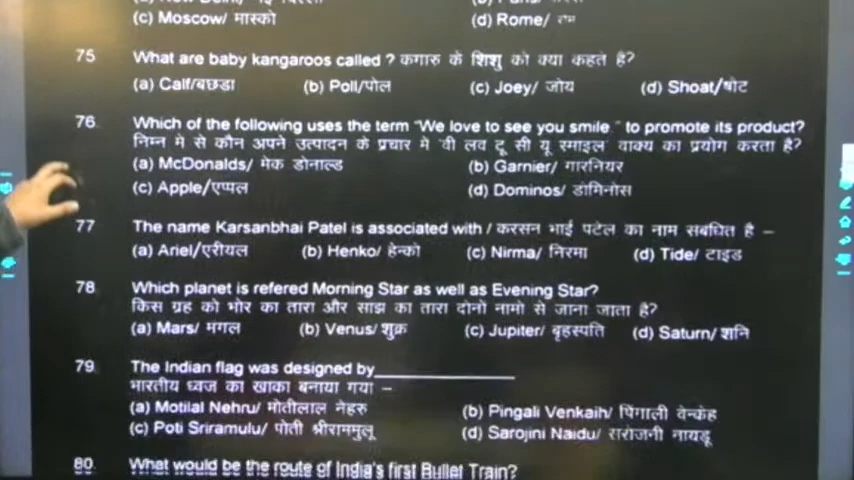 (c) Moscow/ मास्को (d) Rome/
75 What are baby kangaroos called ? कगारु के शिशु को क्या कहते है?
(a) Calf/बछडा (b) Poll/पोल (c) Joey/ जोय (d) Shoat/षोट
76. Which of the following uses the term "We love to see you smile." to promote its product?
निम्न मे से कौन अपने उत्पादन के प्रचार मे 'वी लव टू सी यू स्माइल' वाक्य का प्रयोग करता है?
(a) McDonalds/ मेक डोनाल्ड (b) Garnier/ गारनियर
(c) Apple/एप्पल (d) Dominos/ डोमिनोस
77 The name Karsanbhai Patel is associated with / करसन भाई पटेल का नाम सबधित है –
(a) Ariel/एरीयल (b) Henko/ हेन्को (c) Nirma/ निरमा (d) Tide/ टाइड
78. Which planet is refered Morning Star as well as Evening Star?
किस ग्रह को भोर का तारा और साझ का तारा दोनो नामो से जाना जाता है?
(a) Mars/ मगल (b) Venus/ शुक्र (c) Jupiter/ बृहस्पति (d) Saturn/ शनि
79. The Indian flag was designed by_______________
भारतीय ध्वज का खाका बनाया गया –
(a) Motilal Nehru/ मोतीलाल नेहरु (b) Pingali Venkaih/ पिंगाली वेन्केह
(c) Poti Sriramulu/ पोती श्रीराममुलू (d) Sarojini Naidu/ सरोजनी नायडू
80. What would be the route of India's first Bullet Train?